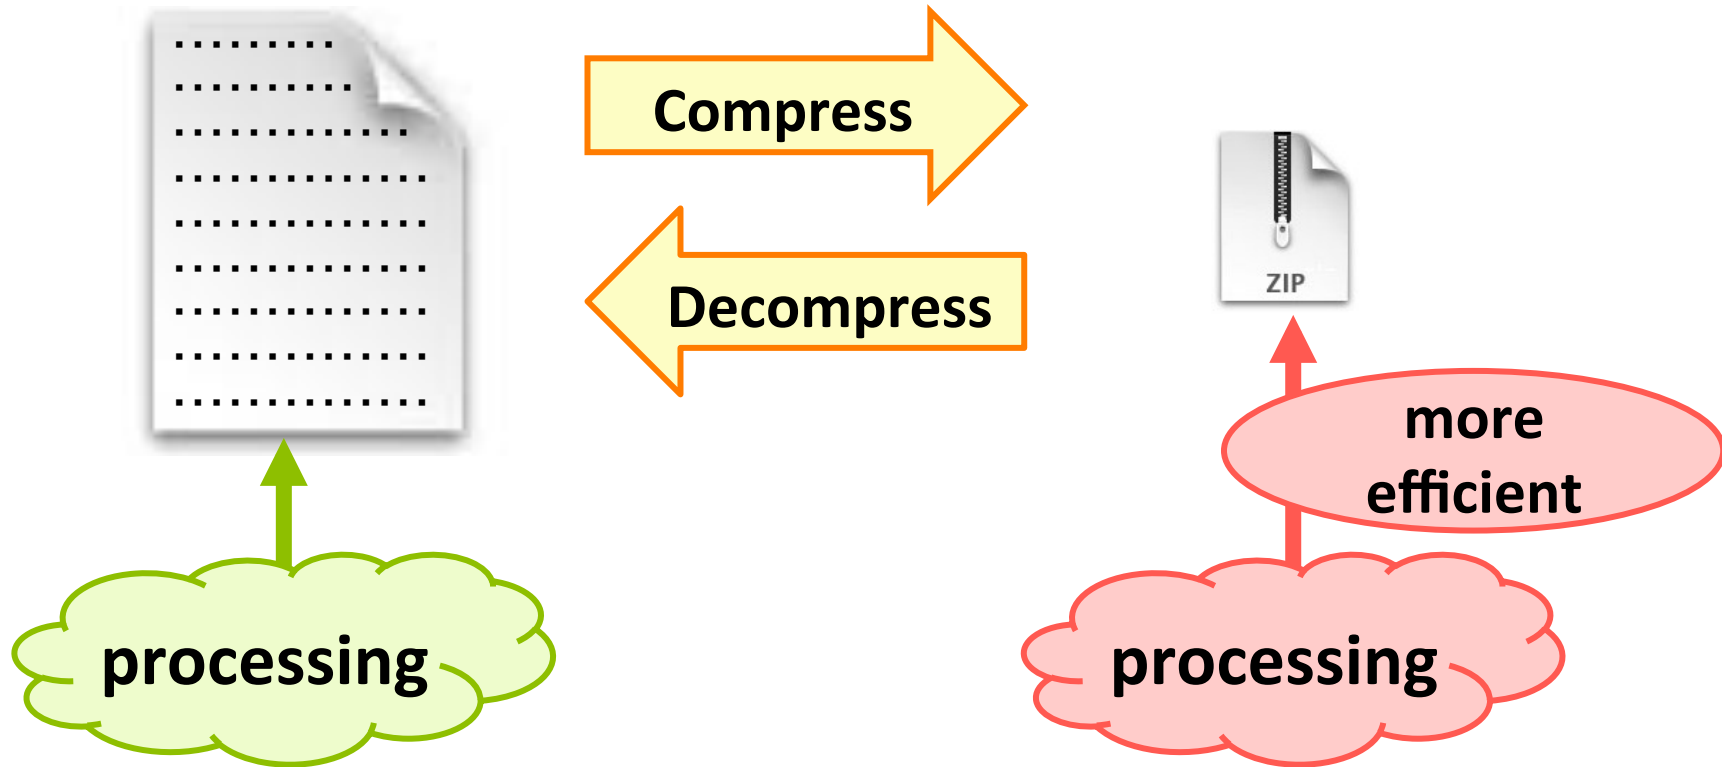 Compress
Decompress
ZIP
more
efficient
processing
processing